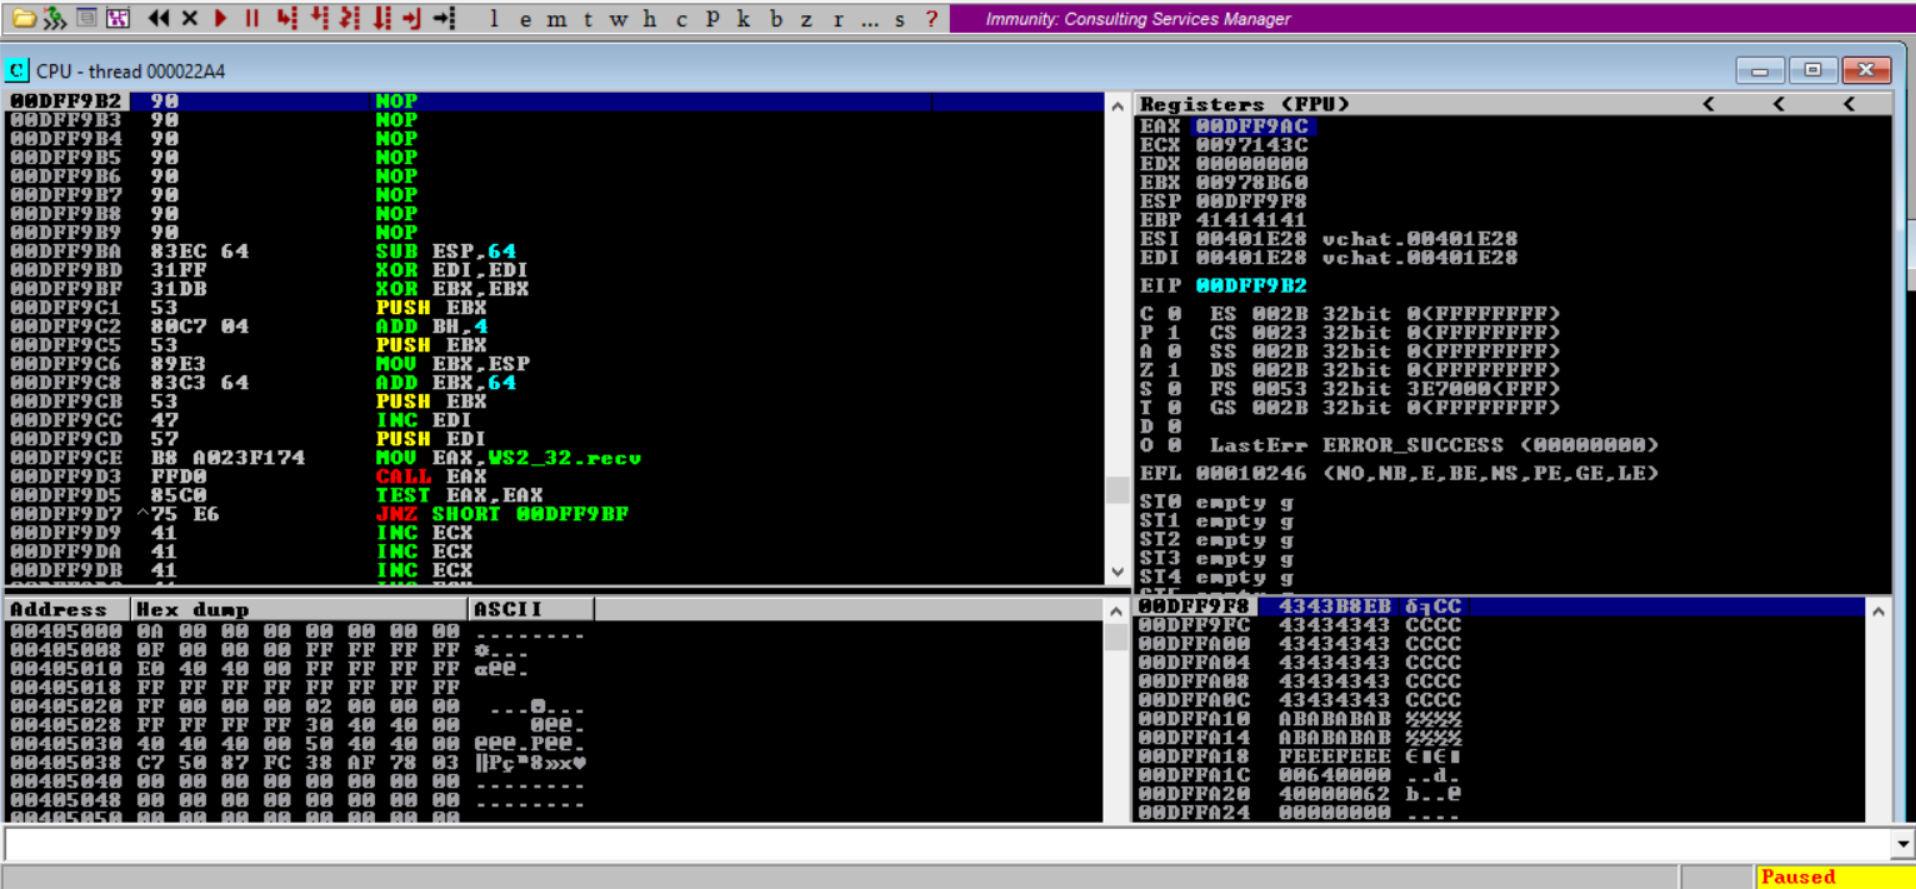 l e m t w h c P k b z r ... s ? Immunity: Consulting Services Manager
C CPU - thread 000022A4
00DFF9B2 90 NOP
00DFF9B3 90 NOP
00DFF9B4 90 NOP
00DFF9B5 90 NOP
00DFF9B6 90 NOP
00DFF9B7 90 NOP
00DFF9B8 90 NOP
00DFF9B9 90 NOP
00DFF9BA 83EC 64 SUB ESP,64
00DFF9BD 31FF XOR EDI,EDI
00DFF9BF 31DB XOR EBX,EBX
00DFF9C1 53 PUSH EBX
00DFF9C2 80C7 04 ADD BH,4
00DFF9C5 53 PUSH EBX
00DFF9C6 89E3 MOV EBX,ESP
00DFF9C8 83C3 64 ADD EBX,64
00DFF9CB 53 PUSH EBX
00DFF9CC 47 INC EDI
00DFF9CD 57 PUSH EDI
00DFF9CE B8 A023F174 MOV EAX,WS2_32.recv
00DFF9D3 FFD0 CALL EAX
00DFF9D5 85C0 TEST EAX,EAX
00DFF9D7 ^75 E6 JNZ SHORT 00DFF9BF
00DFF9D9 41 INC ECX
00DFF9DA 41 INC ECX
00DFF9DB 41 INC ECX
Registers (FPU) < < <
EAX 00DFF9AC
ECX 0097143C
EDX 00000000
EBX 00978B60
ESP 00DFF9F8
EBP 41414141
ESI 00401E28 vchat.00401E28
EDI 00401E28 vchat.00401E28
EIP 00DFF9B2
C 0 ES 002B 32bit 0(FFFFFFFF)
P 1 CS 0023 32bit 0(FFFFFFFF)
A 0 SS 002B 32bit 0(FFFFFFFF)
Z 1 DS 002B 32bit 0(FFFFFFFF)
S 0 FS 0053 32bit 3E7000(FFF)
T 0 GS 002B 32bit 0(FFFFFFFF)
D 0
O 0 LastErr ERROR_SUCCESS (00000000)
EFL 00010246 (NO,NB,E,BE,NS,PE,GE,LE)
ST0 empty g
ST1 empty g
ST2 empty g
ST3 empty g
ST4 empty g
Address Hex dump ASCII
00405000 0A 00 00 00 00 00 00 00 ........
00405008 0F 00 00 00 FF FF FF FF ☼...
00405010 E0 40 40 00 FF FF FF FF α@@.
00405018 FF FF FF FF FF FF FF FF
00405020 FF 00 00 00 02 00 00 00 ...☻...
00405028 FF FF FF FF 30 40 40 00 0@@.
00405030 40 40 40 00 50 40 40 00 @@@.P@@.
00405038 C7 50 87 FC 38 AF 78 03 ╟Pçⁿ8»x♥
00405040 00 00 00 00 00 00 00 00 ........
00405048 00 00 00 00 00 00 00 00 ........
00405050 00 00 00 00 00 00 00 00
00DFF9F8 4343B8EB δ╕CC
00DFF9FC 43434343 CCCC
00DFFA00 43434343 CCCC
00DFFA04 43434343 CCCC
00DFFA08 43434343 CCCC
00DFFA0C 43434343 CCCC
00DFFA10 ABABABAB ½½½½
00DFFA14 ABABABAB ½½½½
00DFFA18 FEEEFEEE ε■ε■
00DFFA1C 00640000 ..d.
00DFFA20 40000062 b..@
00DFFA24 00000000 ....
Paused